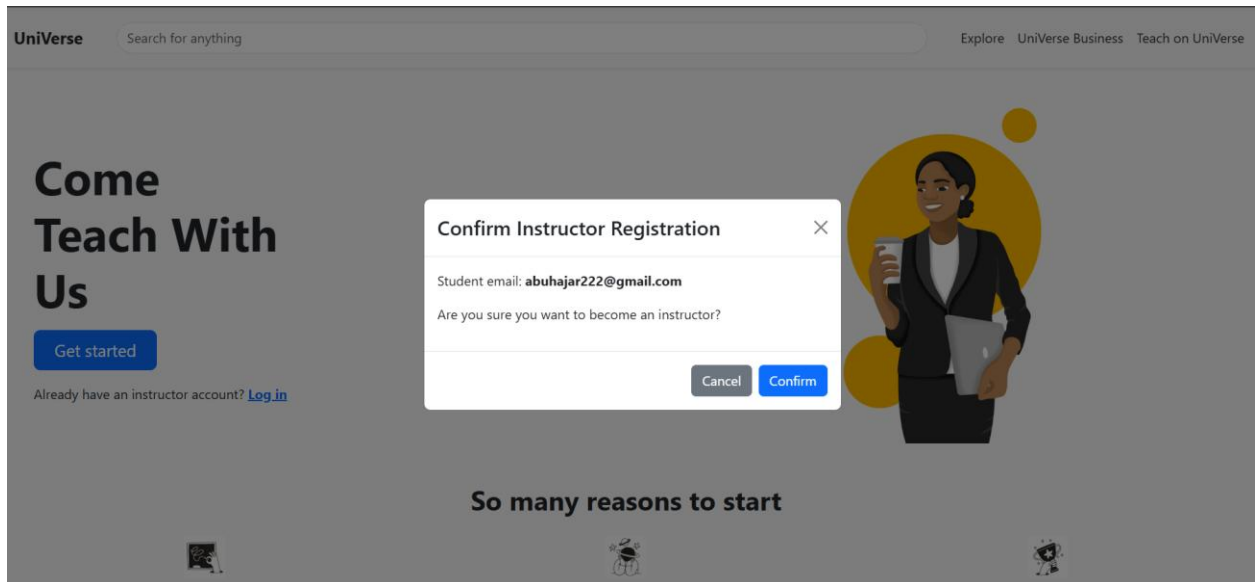 UniVerse
Search for anything
Explore
UniVerse Business
Teach on UniVerse
Come
Teach With
Us
Get started
Already have an instructor account? Log in
Confirm Instructor Registration
Student email: abuhajar222@gmail.com
Are you sure you want to become an instructor?
Cancel
Confirm
So many reasons to start